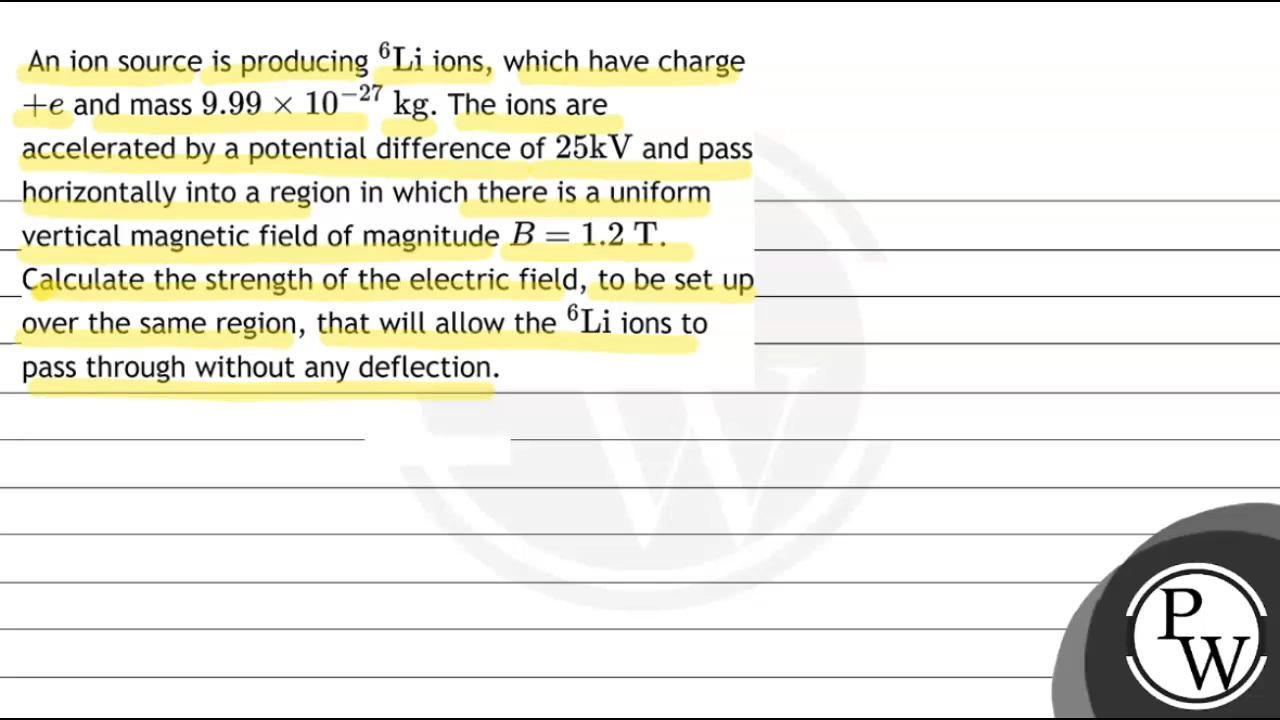 An ion source is producing ⁶Li ions, which have charge
+e and mass 9.99 × 10⁻²⁷ kg. The ions are
accelerated by a potential difference of 25kV and pass
horizontally into a region in which there is a uniform
vertical magnetic field of magnitude B = 1.2 T.
Calculate the strength of the electric field, to be set up
over the same region, that will allow the ⁶Li ions to
pass through without any deflection.
P
W